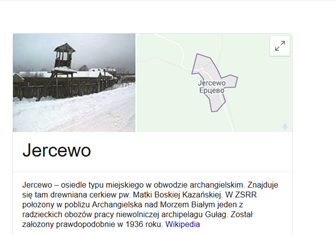 Jercewo
Ерцево
Jercewo
Jercewo – osiedle typu miejskiego w obwodzie archangielskim. Znajduje
się tam drewniana cerkiew pw. Matki Boskiej Kazańskiej. W ZSRR
położony w pobliżu Archangielska nad Morzem Białym jeden z
radzieckich obozów pracy niewolniczej archipelagu Gułag. Został
założony prawdopodobnie w 1936 roku. Wikipedia